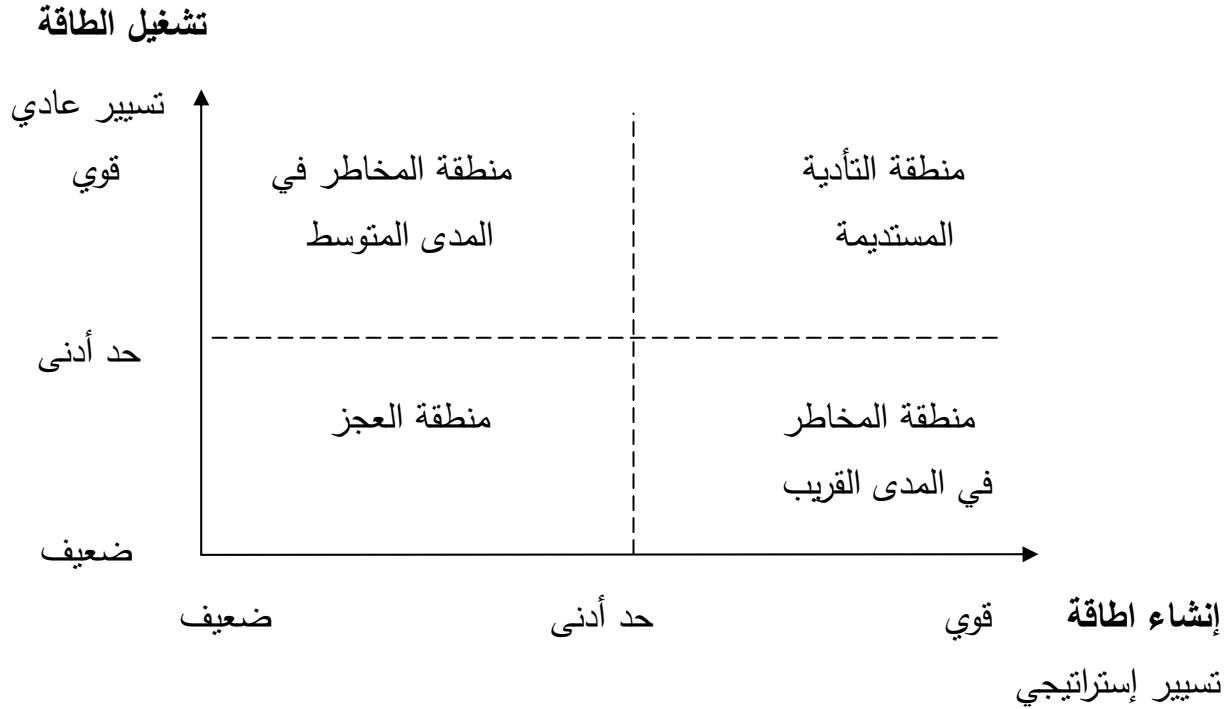 تشغيل الطاقة
تسيير عادي
قوي
منطقة المخاطر في
المدى المتوسط
منطقة التأدية
المستديمة
حد أدنى
منطقة العجز
منطقة المخاطر
في المدى القريب
ضعيف
ضعيف
حد أدنى
قوي
إنشاء اطاقة
تسيير إستراتيجي